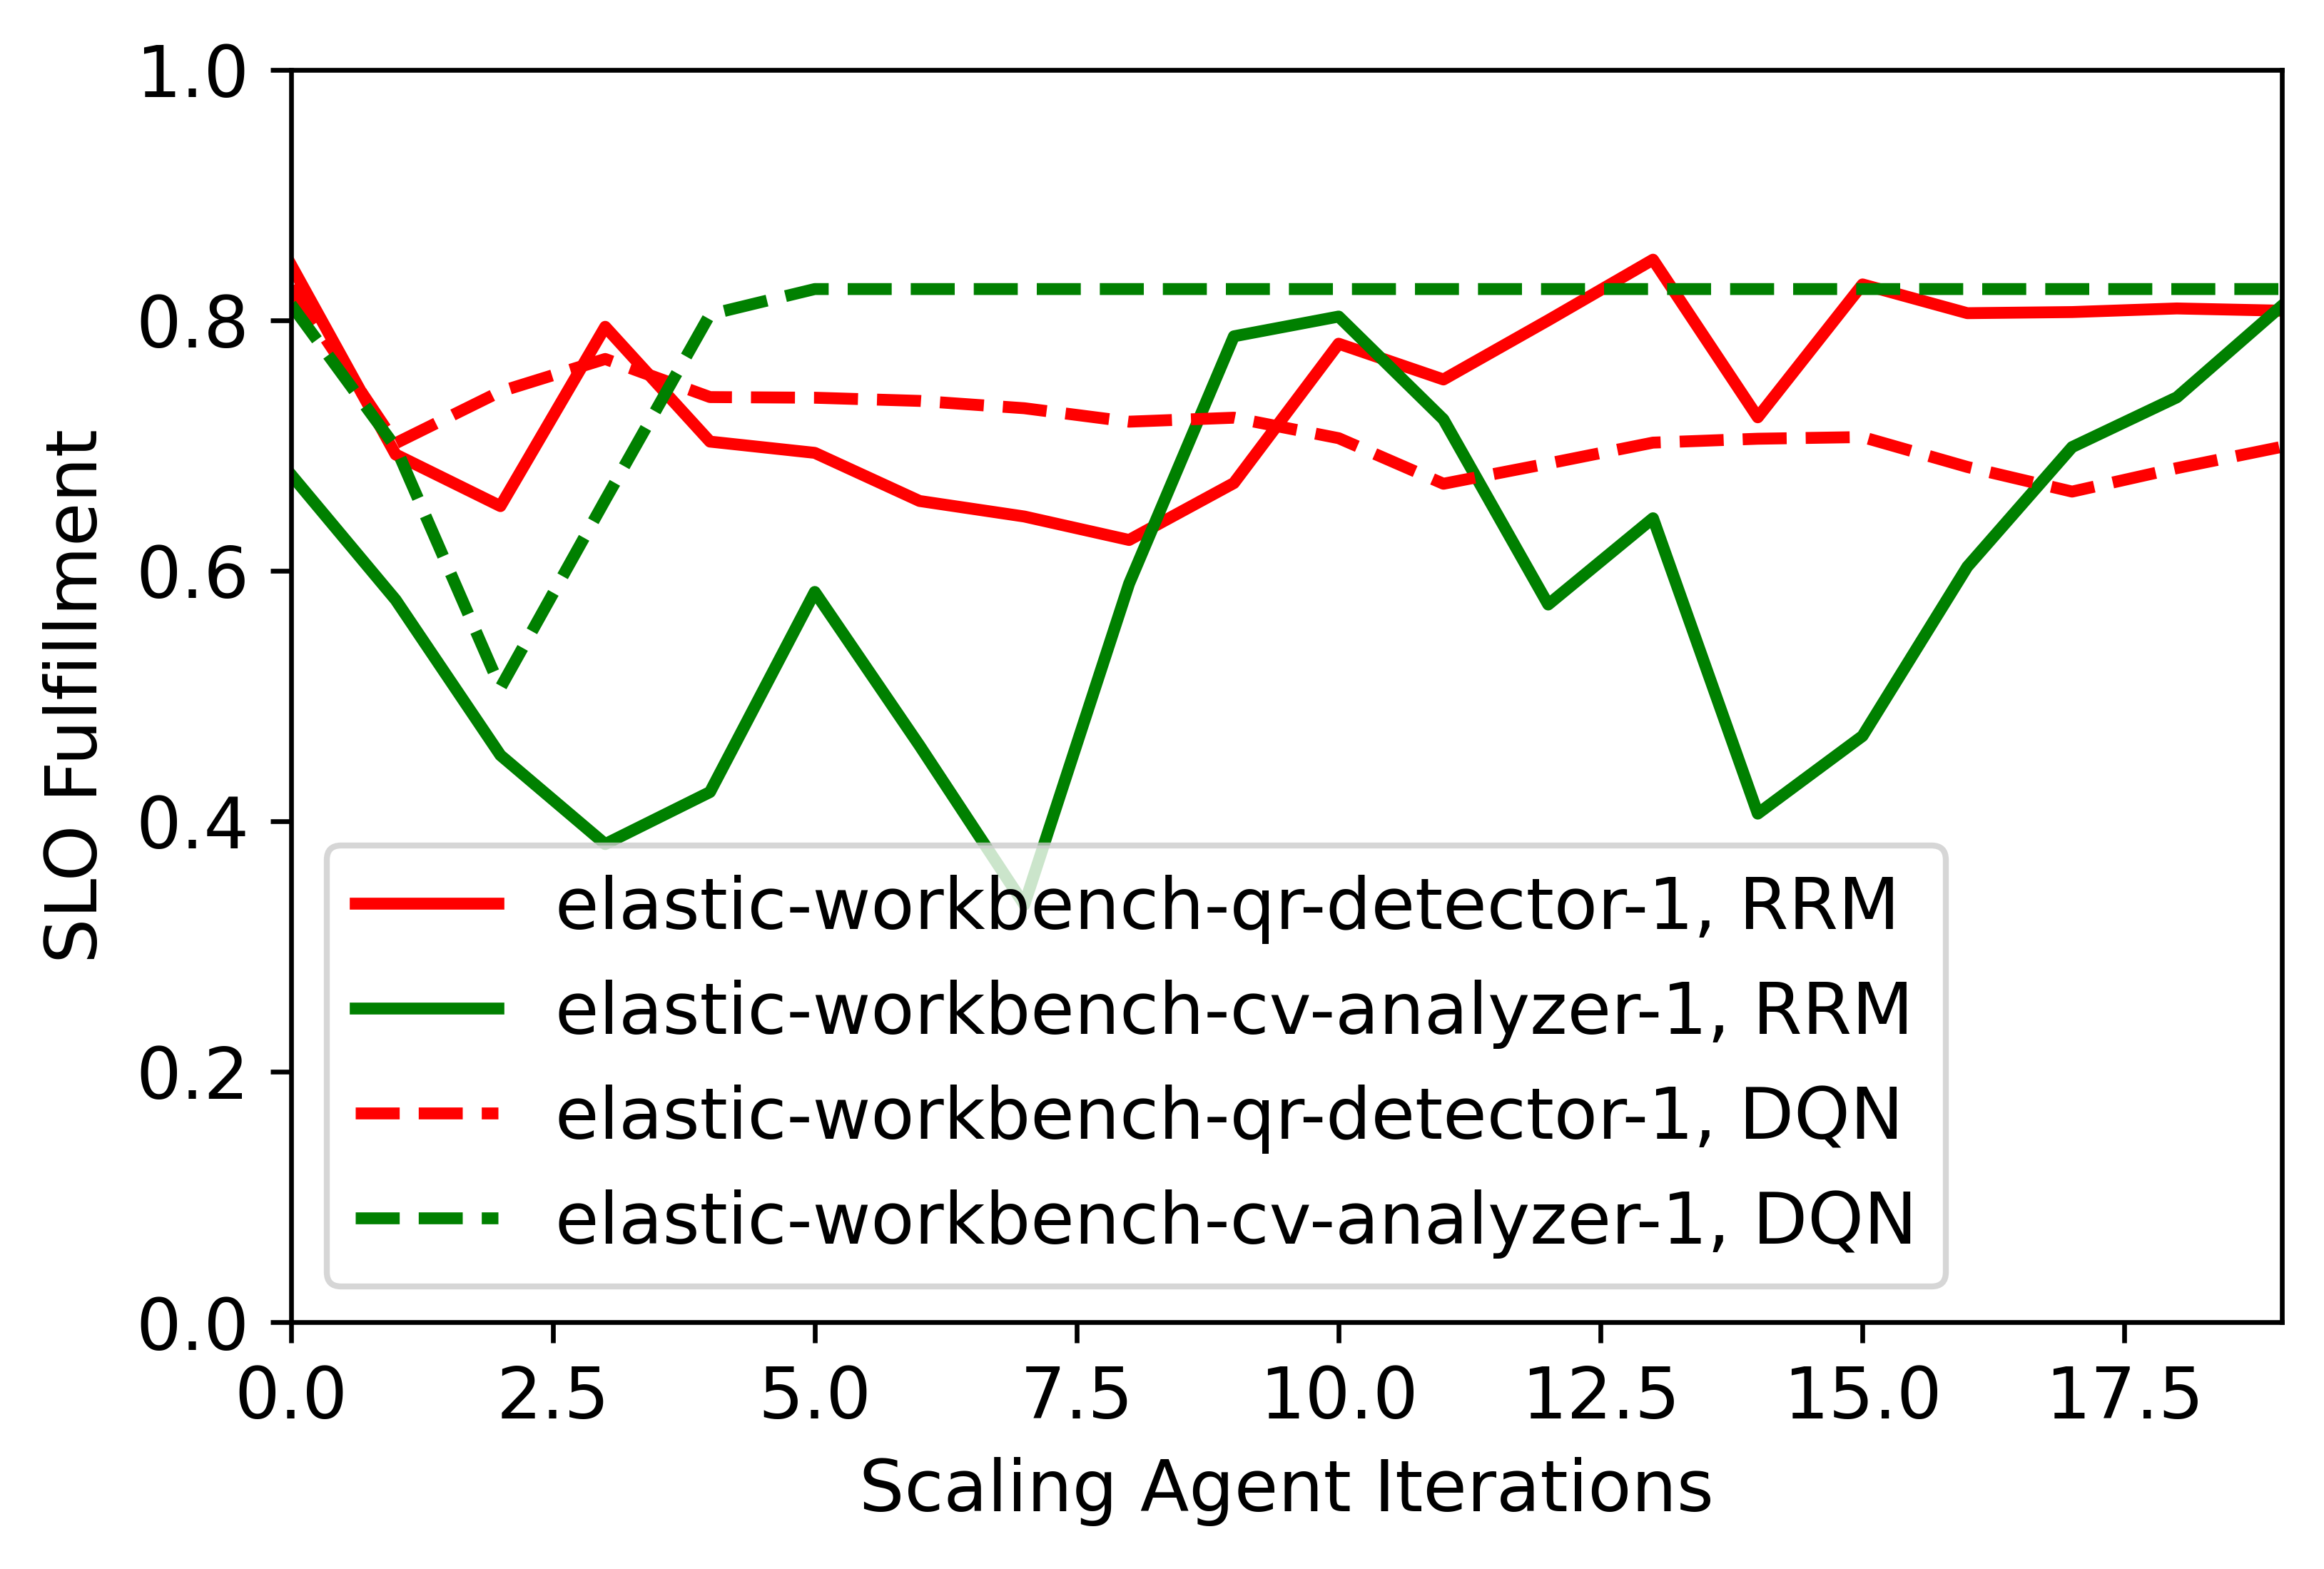 1.0
0.8
0.6
0.4
0.2
0.0
SLO Fulfillment
elastic-workbench-qr-detector-1, RRM
elastic-workbench-cv-analyzer-1, RRM
elastic-workbench-qr-detector-1, DQN
elastic-workbench-cv-analyzer-1, DQN
0.0 2.5 5.0 7.5 10.0 12.5 15.0 17.5
Scaling Agent Iterations